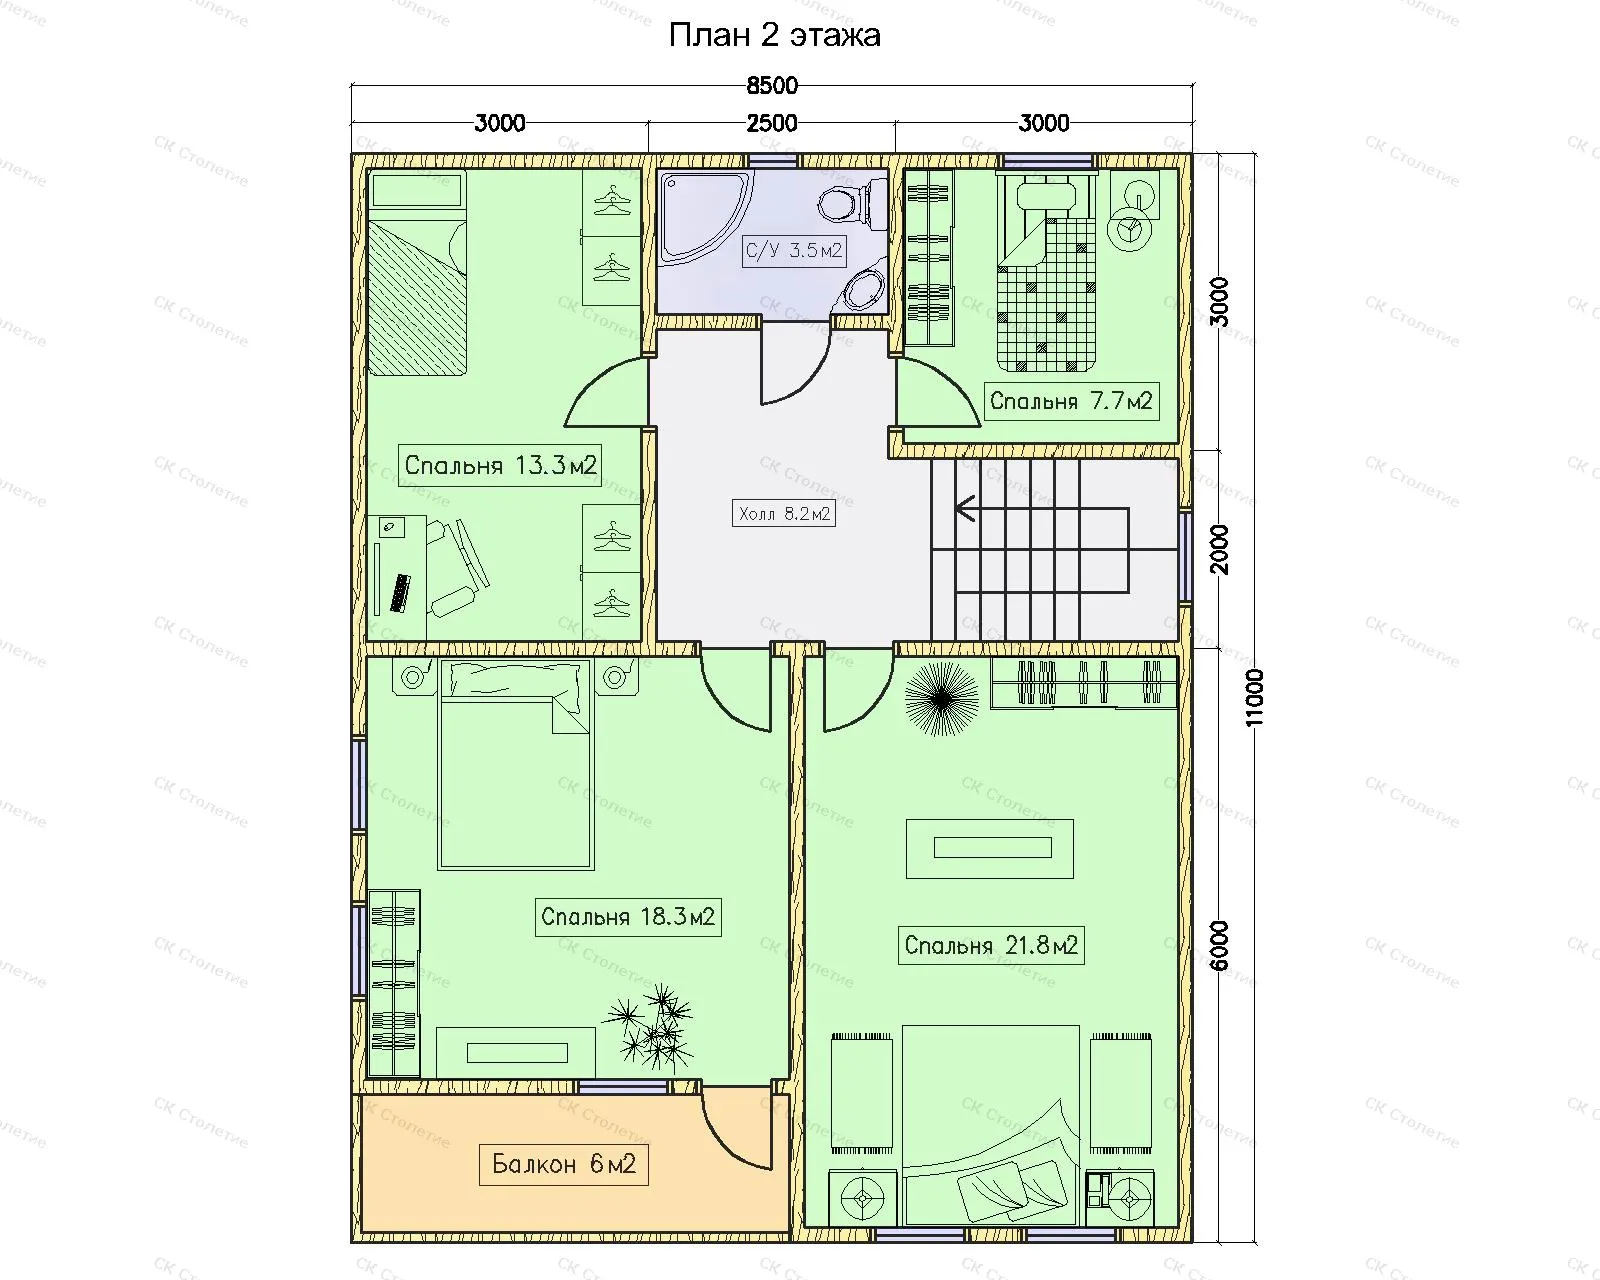 План 2 этажа
8500
3000 2500 3000
С/У 3.5м2
3000
Спальня 7.7м2
Спальня 13.3м2
Холл 8.2м2
2000
11000
Спальня 18.3м2
Спальня 21.8м2
6000
Балкон 6м2
СК Столетие